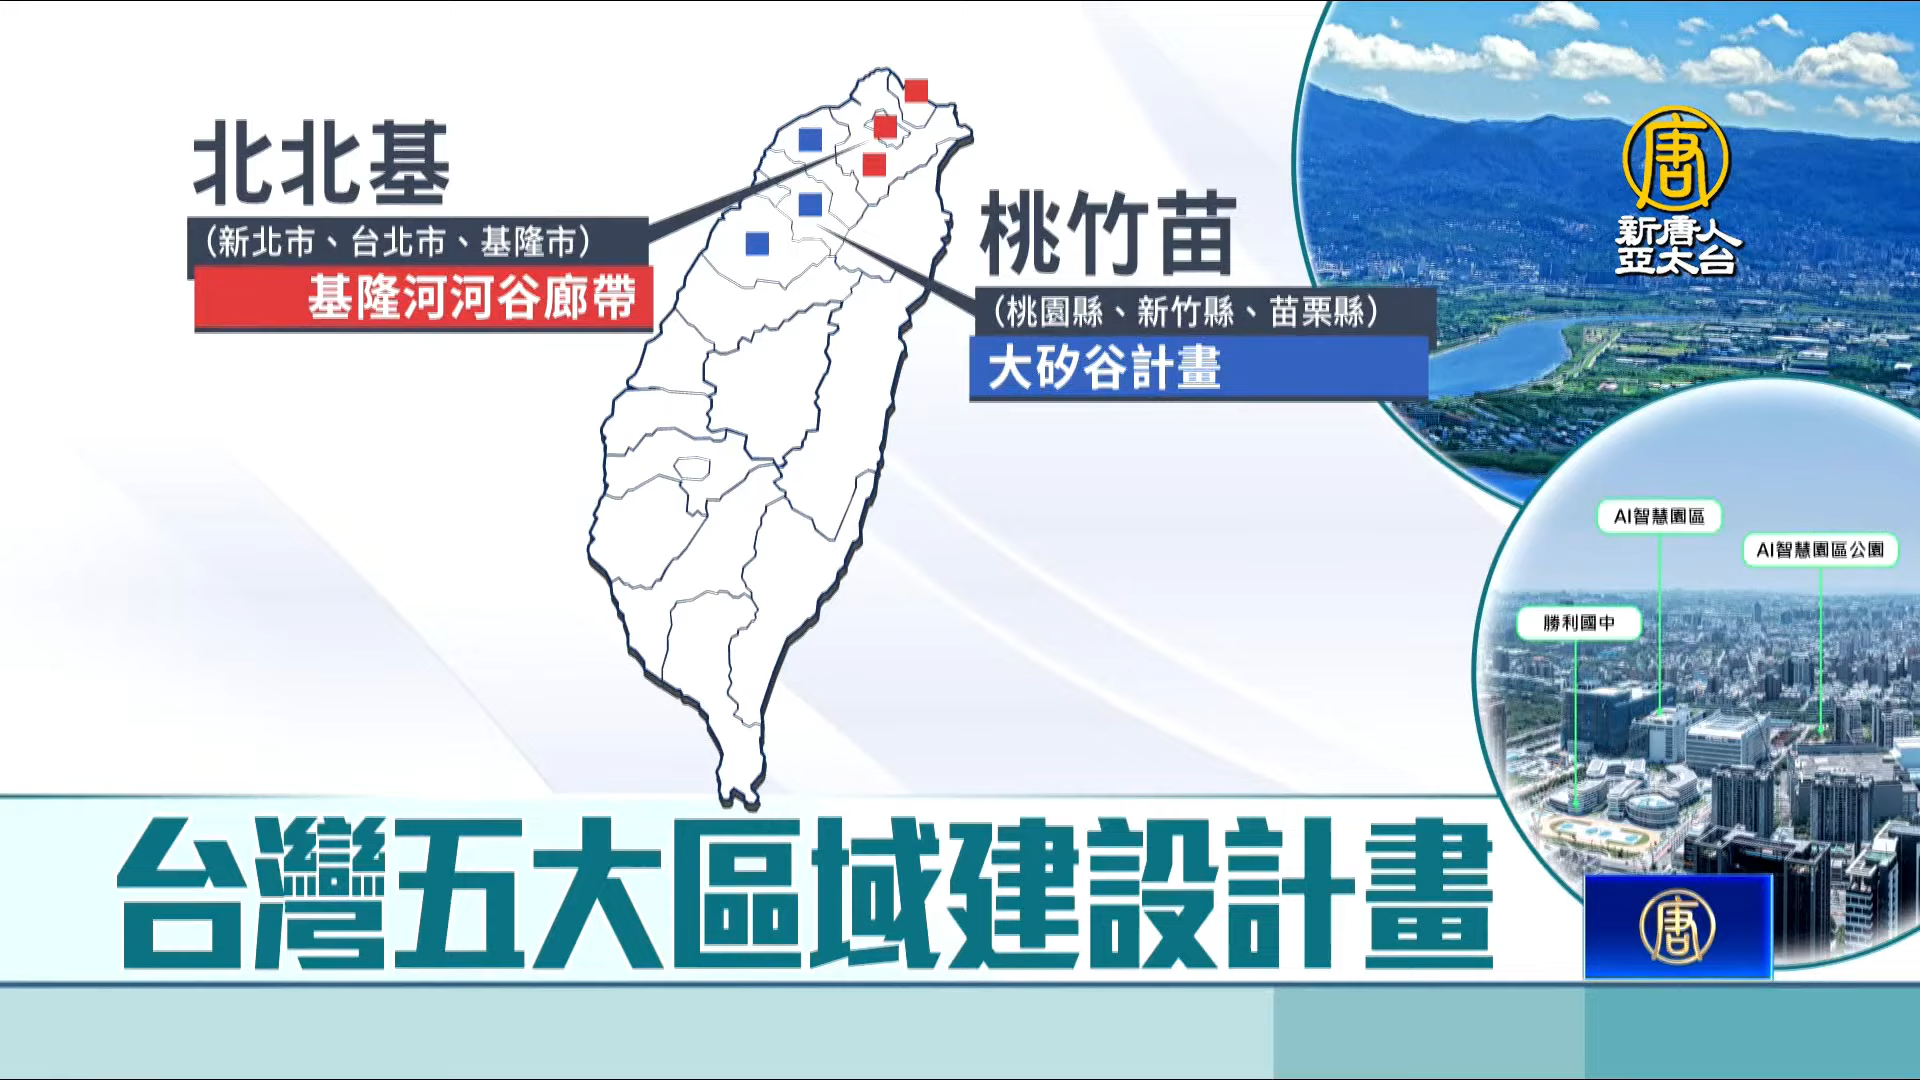 北北基
（新北市、台北市、基隆市）
基隆河河谷廊帶
桃竹苗
（桃園縣、新竹縣、苗栗縣）
大矽谷計畫
唐
新唐人
亞太台
AI智慧園區
AI智慧園區公園
勝利國中
台灣五大區域建設計畫
唐